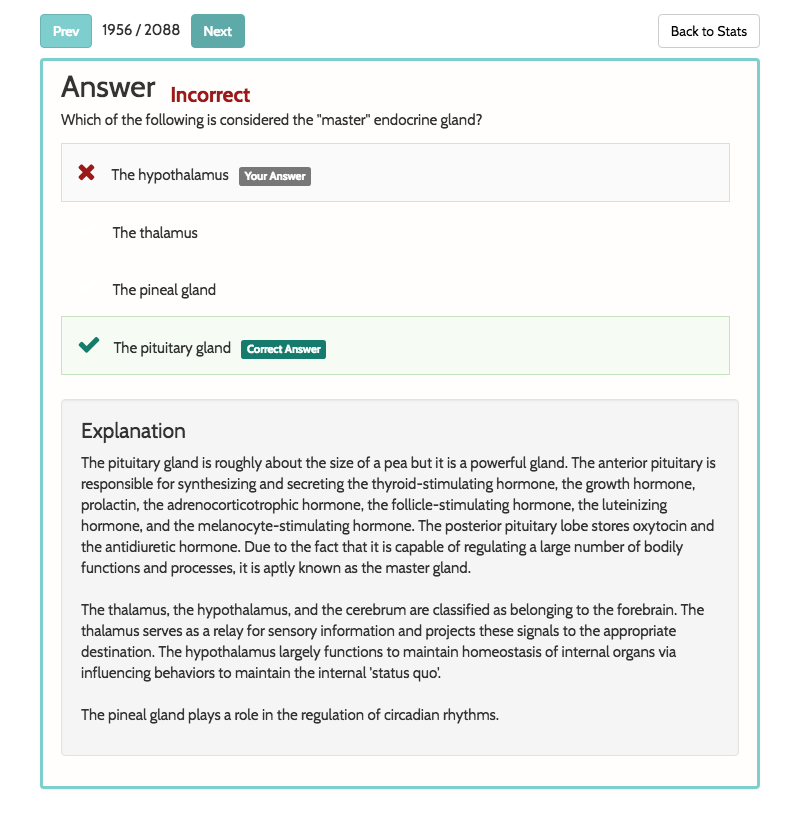 Prev 1956 / 2088 Next Back to Stats
Answer Incorrect
Which of the following is considered the "master" endocrine gland?
The hypothalamus Your Answer
The thalamus
The pineal gland
The pituitary gland Correct Answer
Explanation
The pituitary gland is roughly about the size of a pea but it is a powerful gland. The anterior pituitary is
responsible for synthesizing and secreting the thyroid-stimulating hormone, the growth hormone,
prolactin, the adrenocorticotrophic hormone, the follicle-stimulating hormone, the luteinizing
hormone, and the melanocyte-stimulating hormone. The posterior pituitary lobe stores oxytocin and
the antidiuretic hormone. Due to the fact that it is capable of regulating a large number of bodily
functions and processes, it is aptly known as the master gland.
The thalamus, the hypothalamus, and the cerebrum are classified as belonging to the forebrain. The
thalamus serves as a relay for sensory information and projects these signals to the appropriate
destination. The hypothalamus largely functions to maintain homeostasis of internal organs via
influencing behaviors to maintain the internal 'status quo'.
The pineal gland plays a role in the regulation of circadian rhythms.